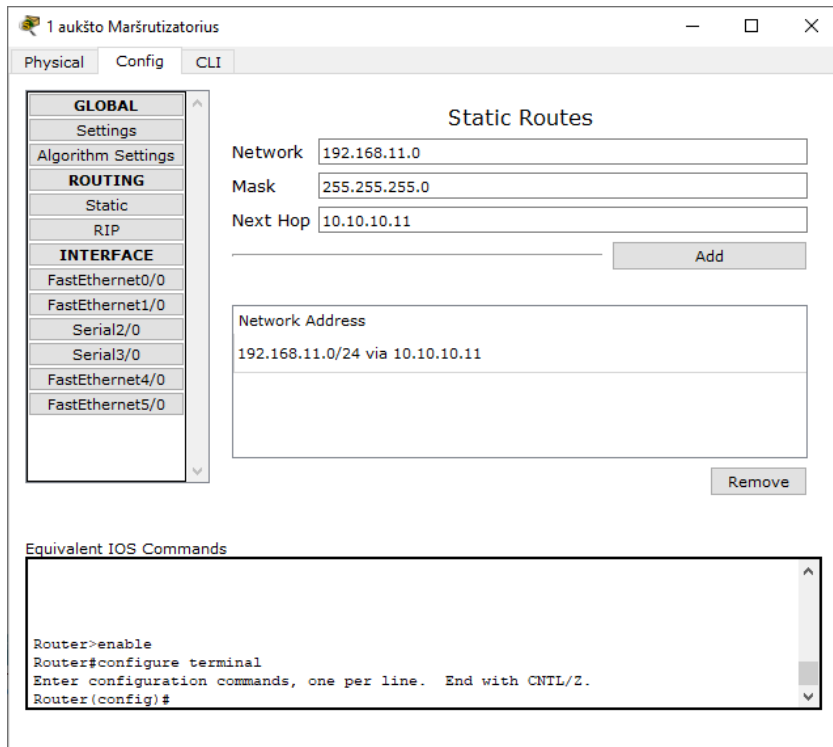 1 aukšto Maršrutizatorius
Physical Config CLI
GLOBAL
Settings
Algorithm Settings
ROUTING
Static
RIP
INTERFACE
FastEthernet0/0
FastEthernet1/0
Serial2/0
Serial3/0
FastEthernet4/0
FastEthernet5/0
Static Routes
Network 192.168.11.0
Mask 255.255.255.0
Next Hop 10.10.10.11
Add
Network Address
192.168.11.0/24 via 10.10.10.11
Remove
Equivalent IOS Commands
Router>enable
Router#configure terminal
Enter configuration commands, one per line.  End with CNTL/Z.
Router(config)#